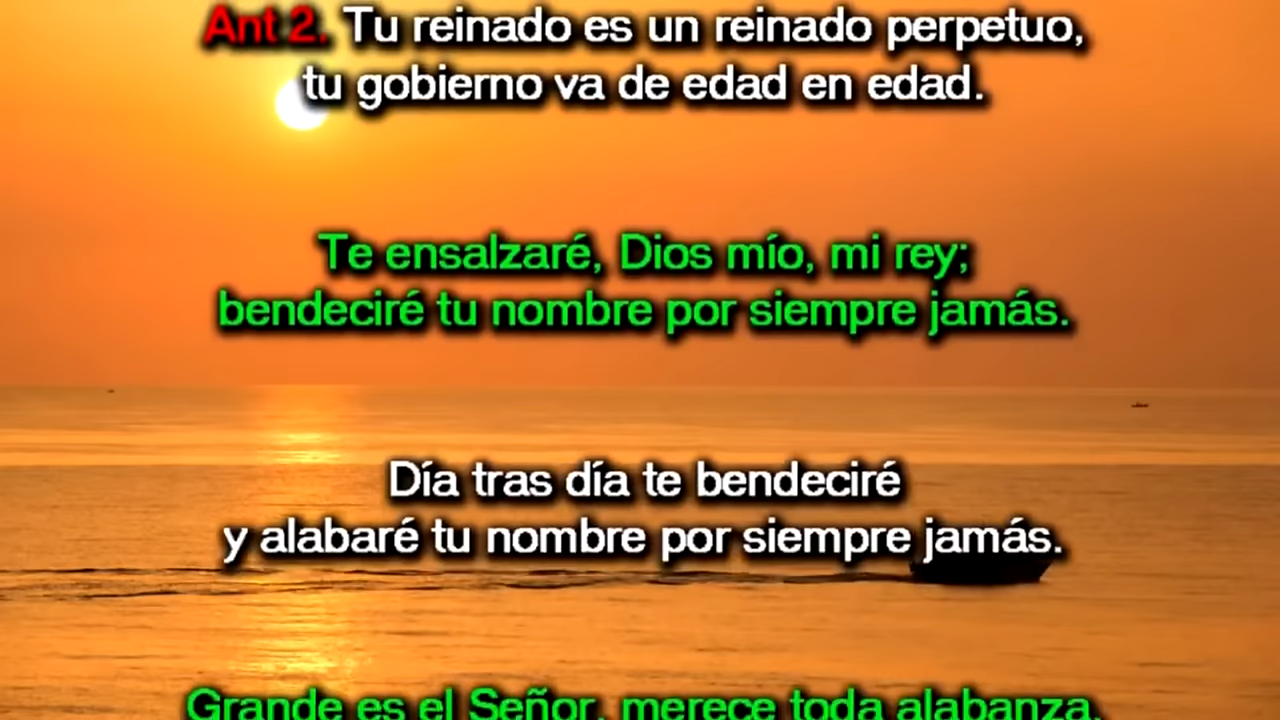 Ant 2. Tu reinado es un reinado perpetuo,
tu gobierno va de edad en edad.
Te ensalzaré, Dios mío, mi rey;
bendeciré tu nombre por siempre jamás.
Día tras día te bendeciré
y alabaré tu nombre por siempre jamás.
Grande es el Señor, merece toda alabanza,